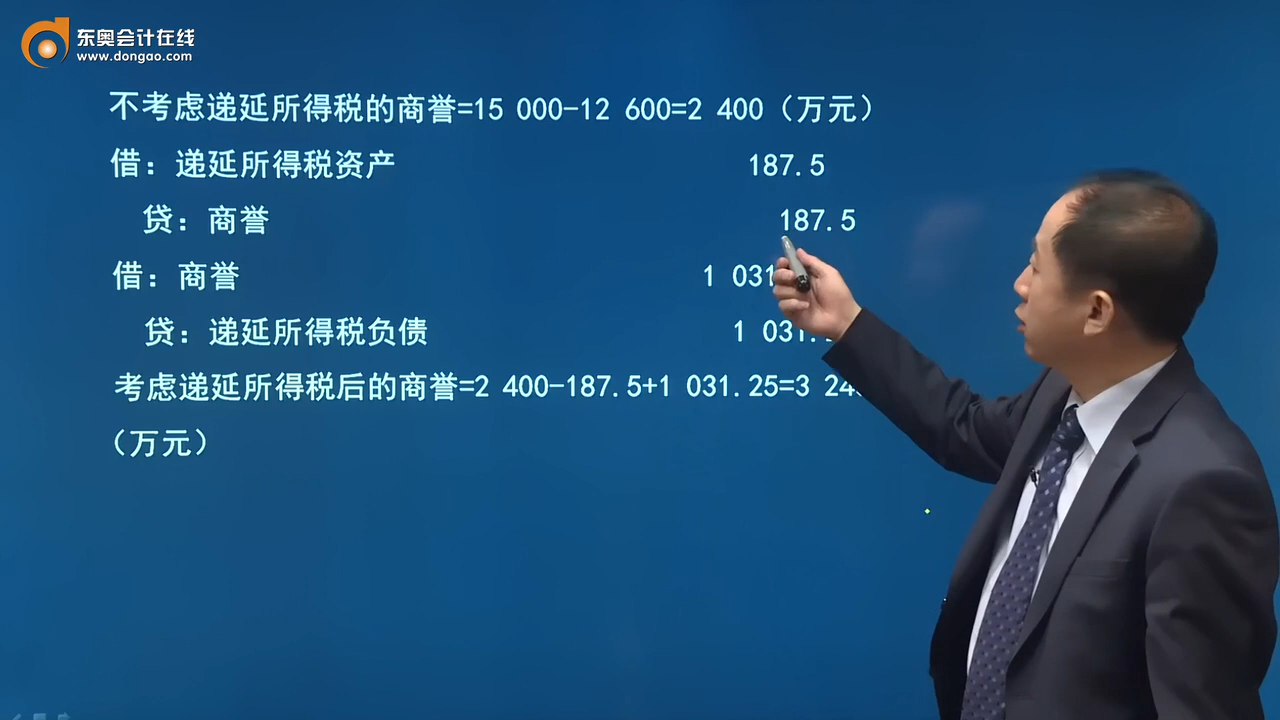 东奥会计在线
www.dongao.com
不考虑递延所得税的商誉=15 000-12 600=2 400（万元）
借：递延所得税资产 187.5
贷：商誉 187.5
借：商誉 1 031
贷：递延所得税负债 1 031.
考虑递延所得税后的商誉=2 400-187.5+1 031.25=3 24
（万元）